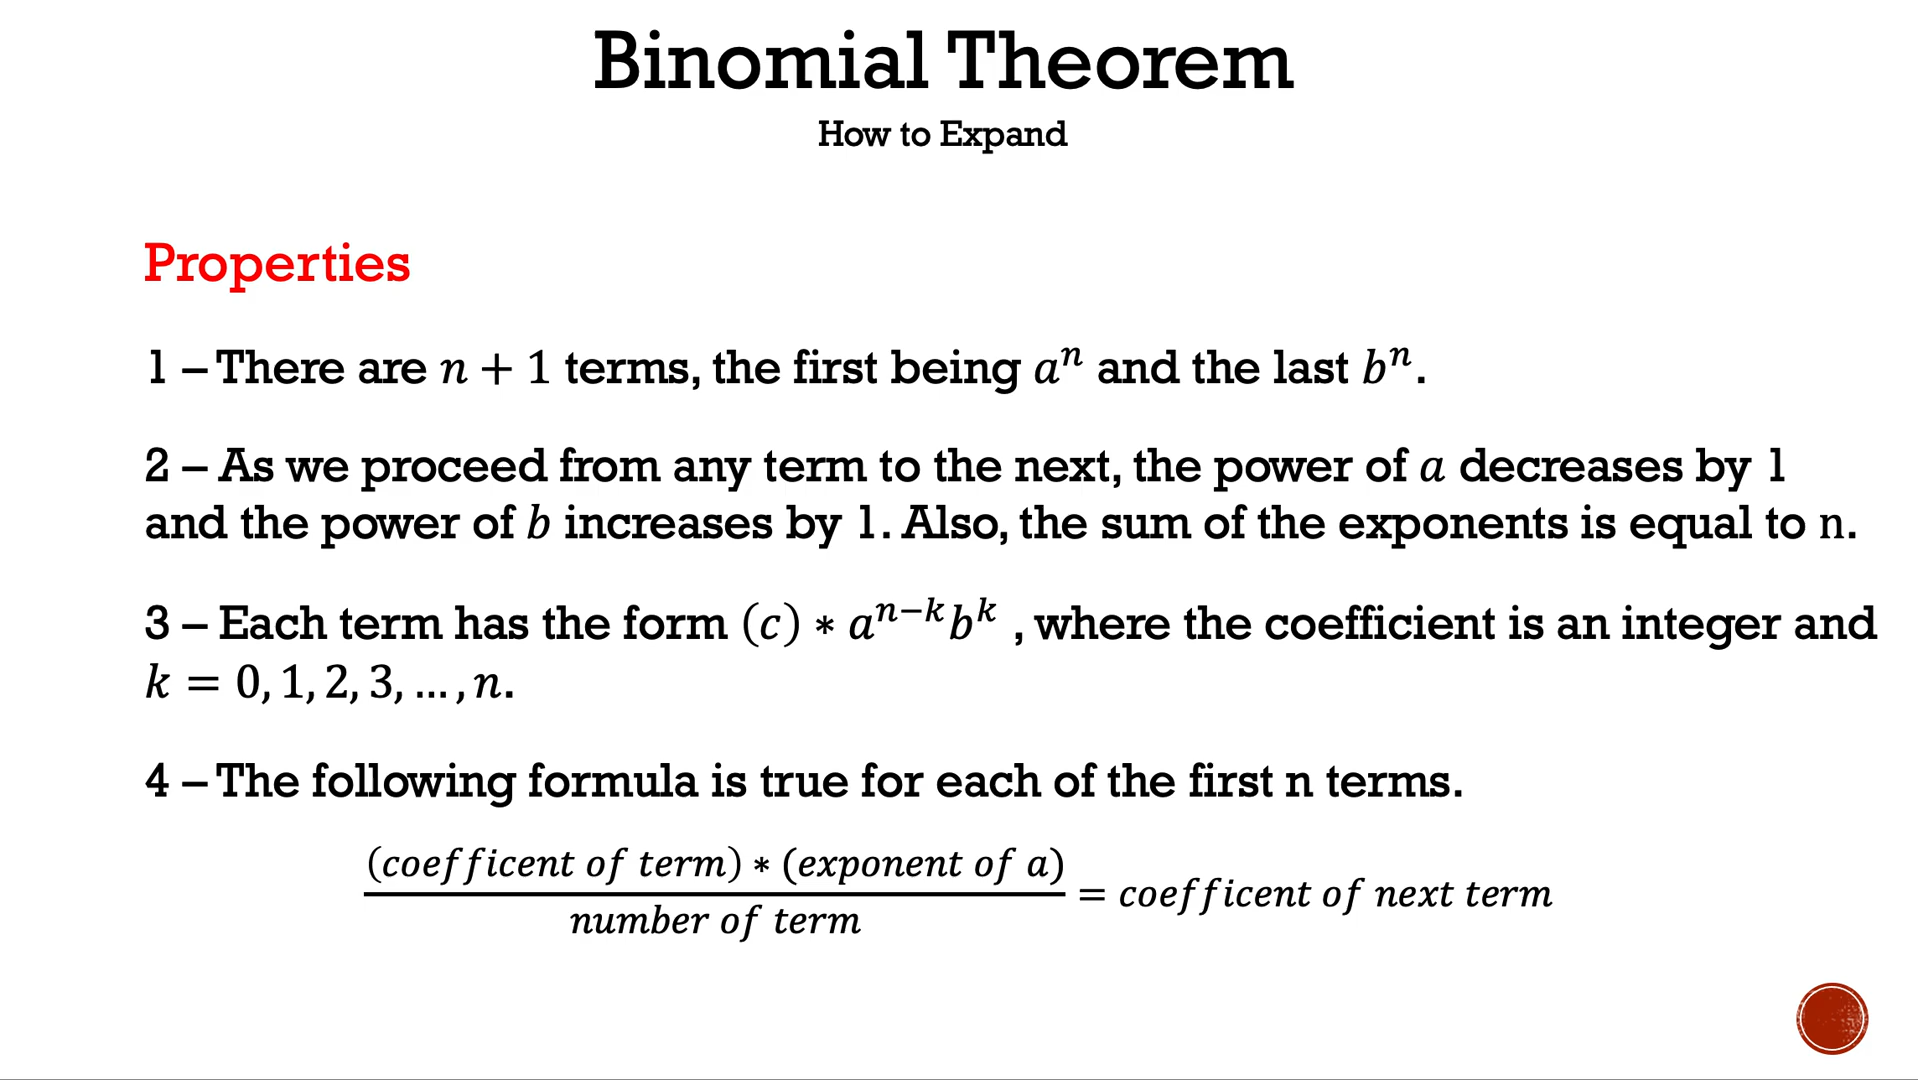 Binomial Theorem
How to Expand
Properties
1 – There are 𝑛 + 1 terms, the first being 𝑎ⁿ and the last 𝑏ⁿ.
2 – As we proceed from any term to the next, the power of 𝑎 decreases by 1
and the power of 𝑏 increases by 1. Also, the sum of the exponents is equal to n.
3 – Each term has the form (𝑐) ∗ 𝑎ⁿ⁻ᵏ𝑏ᵏ , where the coefficient is an integer and
𝑘 = 0, 1, 2, 3, … , 𝑛.
4 – The following formula is true for each of the first n terms.
(coefficent of term) ∗ (exponent of a)
number of term
= coefficent of next term